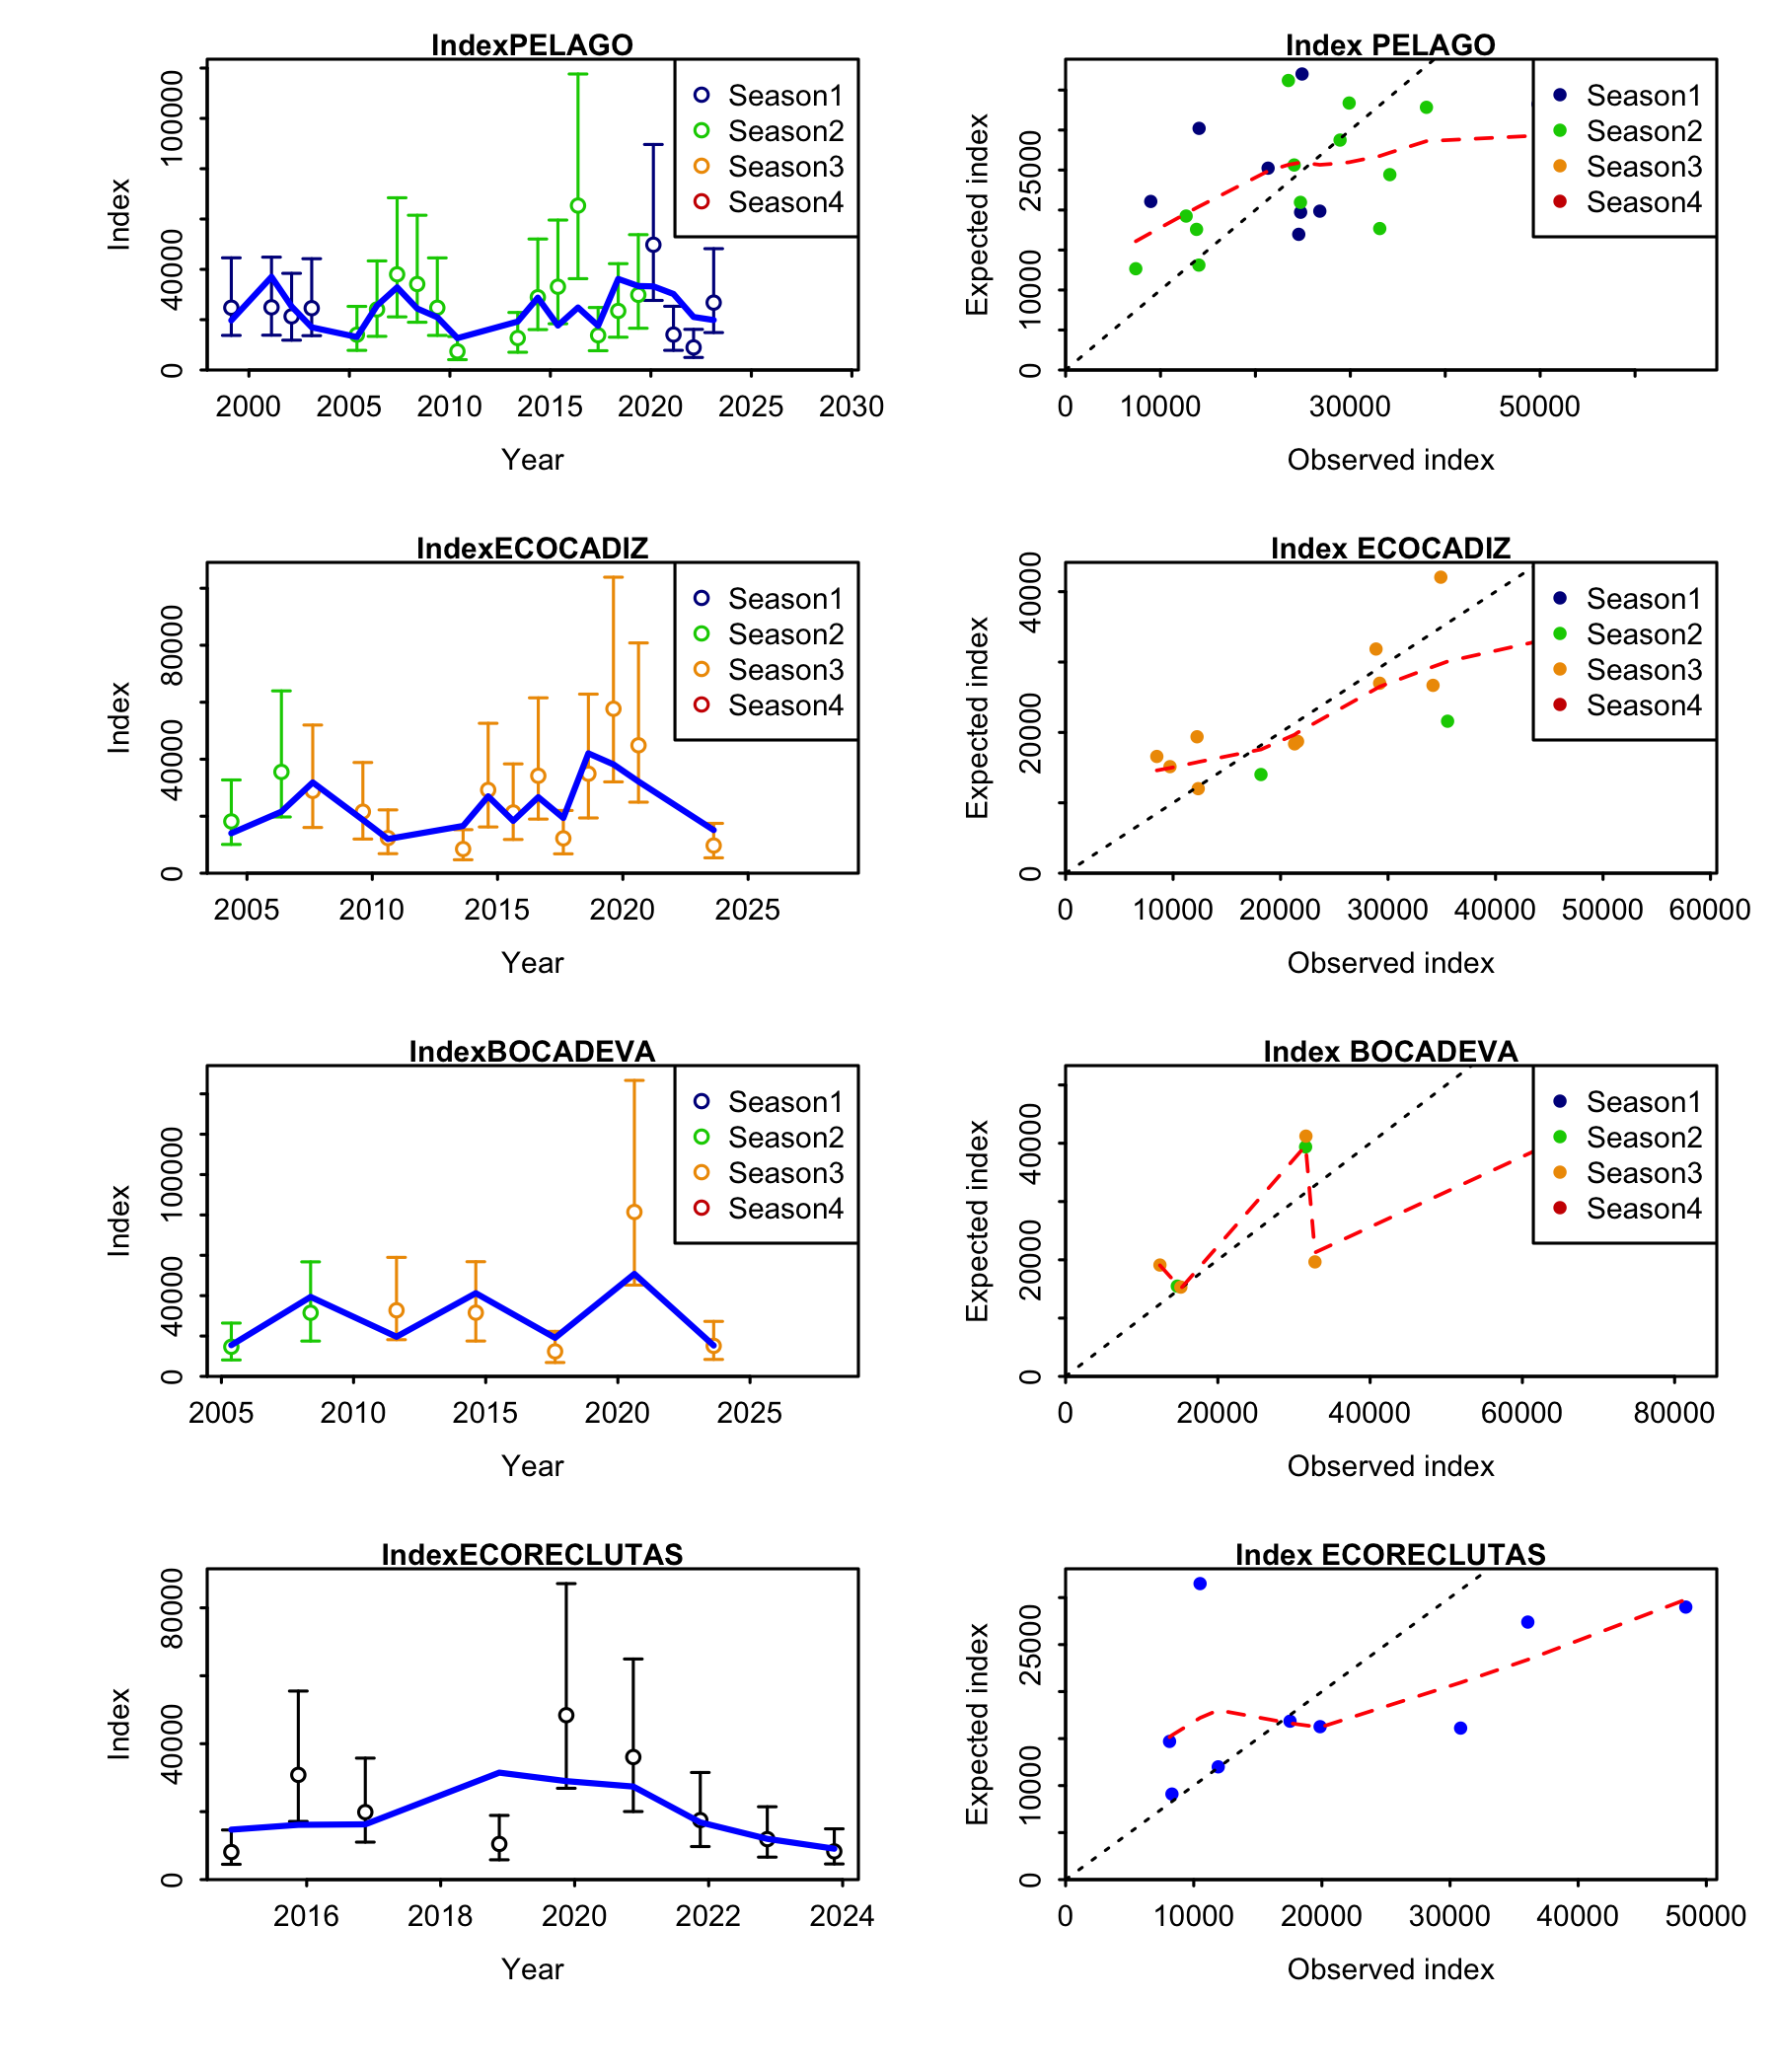 IndexPELAGO
Index
0
40000
100000
2000 2005 2010 2015 2020 2025 2030
Year
Season1
Season2
Season3
Season4
Index PELAGO
Expected index
0
10000
25000
0 10000 30000 50000
Observed index
Season1
Season2
Season3
Season4
IndexECOCADIZ
Index
0
40000
80000
2005 2010 2015 2020 2025
Year
Season1
Season2
Season3
Season4
Index ECOCADIZ
Expected index
0
20000
40000
0 10000 20000 30000 40000 50000 60000
Observed index
Season1
Season2
Season3
Season4
IndexBOCADEVA
Index
0
40000
100000
2005 2010 2015 2020 2025
Year
Season1
Season2
Season3
Season4
Index BOCADEVA
Expected index
0
20000
40000
0 20000 40000 60000 80000
Observed index
Season1
Season2
Season3
Season4
IndexECORECLUTAS
Index
0
40000
80000
2016 2018 2020 2022 2024
Year
Index ECORECLUTAS
Expected index
0
10000
25000
0 10000 20000 30000 40000 50000
Observed index